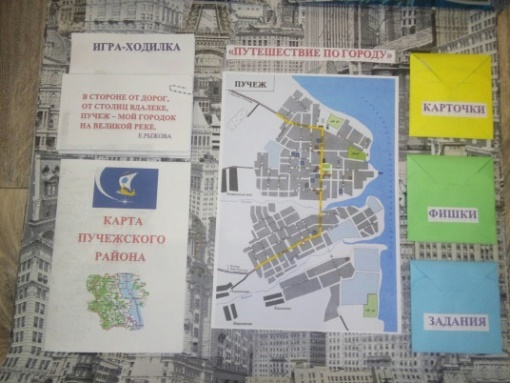 ИГРА-ХОДИЛКА
«ПУТЕШЕСТВИЕ ПО ГОРОДУ»
В СТОРОНЕ ОТ ДОРОГ,
ОТ СТОЛИЦ ВДАЛЕКЕ,
ПУЧЕЖ – МОЙ ГОРОДОК
НА ВЕЛИКОЙ РЕКЕ.
Е.РЫКОВА
КАРТА
ПУЧЕЖСКОГО
РАЙОНА
ПУЧЕЖ
КАРТОЧКИ
ФИШКИ
ЗАДАНИЯ